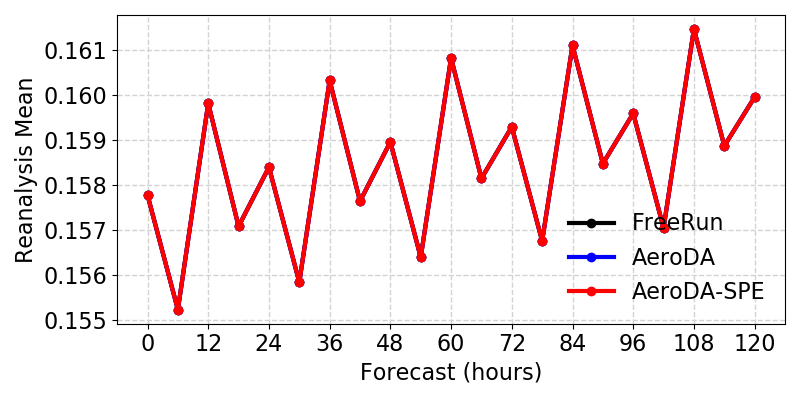 0.161
0.160
0.159
0.158
0.157
0.156
0.155
Reanalysis Mean
FreeRun
AeroDA
AeroDA-SPE
0 12 24 36 48 60 72 84 96 108 120
Forecast (hours)